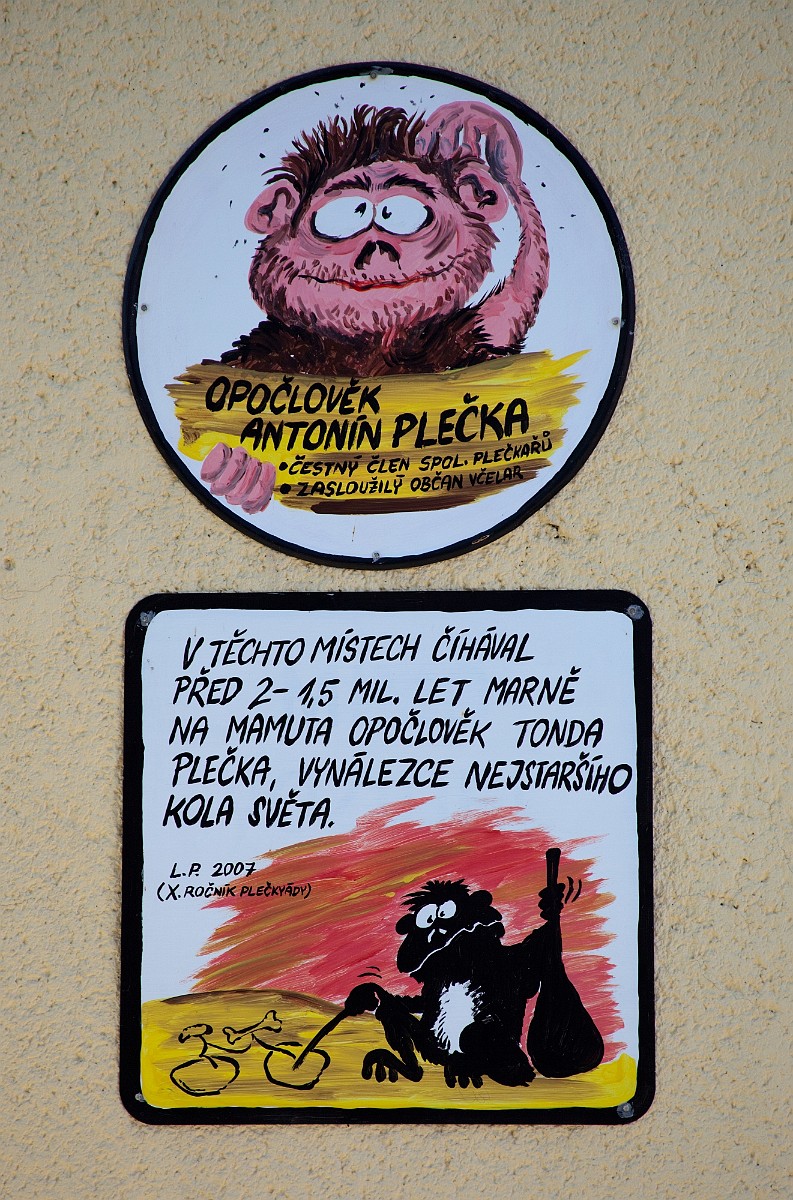 OPOČLOVĚK
ANTONÍN PLEČKA
• ČESTNÝ ČLEN SPOL. PLEČKAŘŮ
• ZASLOUŽILÝ OBČAN VČELAR
V TĚCHTO MÍSTECH ČÍHÁVAL
PŘED 2-1,5 MIL. LET MARNĚ
NA MAMUTA OPOČLOVĚK TONDA
PLEČKA, VYNÁLEZCE NEJSTARŠÍHO
KOLA SVĚTA.
L.P. 2007
(X. ROČNÍK PLEČKYÁDY)